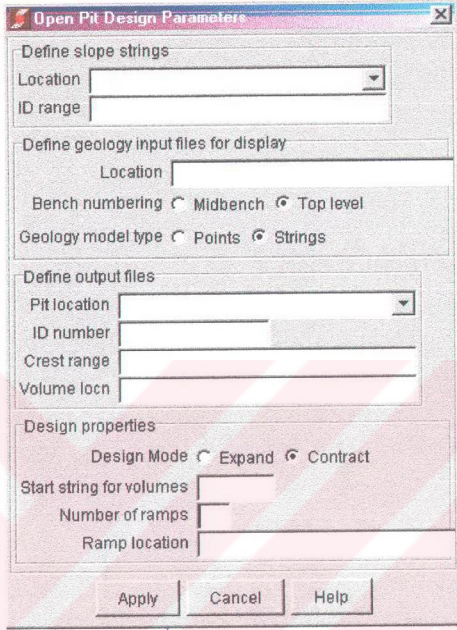 Open Pit Design Parameters
Define slope strings
Location
ID range
Define geology input files for display
Location
Bench numbering Midbench Top level
Geology model type Points Strings
Define output files
Pit location
ID number
Crest range
Volume locn
Design properties
Design Mode Expand Contract
Start string for volumes
Number of ramps
Ramp location
Apply Cancel Help